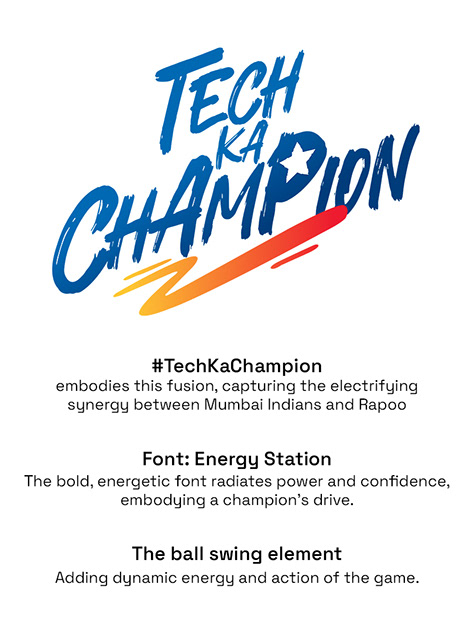 TECH
KA
CHAMPION
#TechKaChampion
embodies this fusion, capturing the electrifying
synergy between Mumbai Indians and Rapoo
Font: Energy Station
The bold, energetic font radiates power and confidence,
embodying a champion's drive.
The ball swing element
Adding dynamic energy and action of the game.